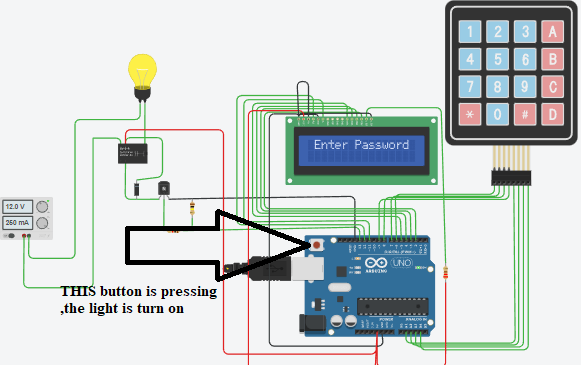 1 2 3 A
4 5 6 B
7 8 9 C
* 0 # D
Enter Password
12.0 V
250 mA
UNO
ARDUINO
THIS button is pressing
,the light is turn on